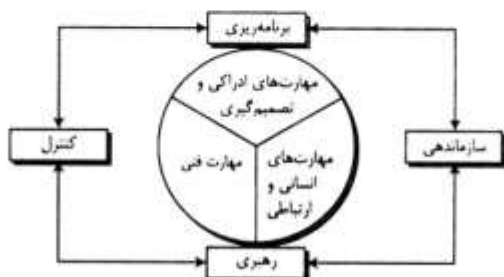 برنامه‌ریزی
مهارت‌های ادراکی و
تصمیم‌گیری
کنترل
مهارت فنی
مهارت‌های
انسانی و
ارتباطی
سازماندهی
رهبری